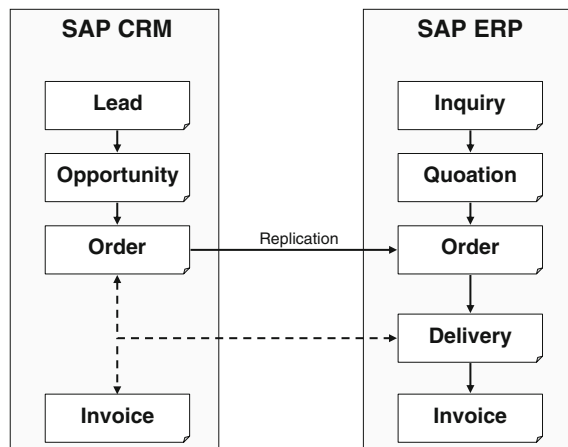 SAP CRM
SAP ERP
Lead
Inquiry
Opportunity
Quoation
Order
Replication
Order
Delivery
Invoice
Invoice